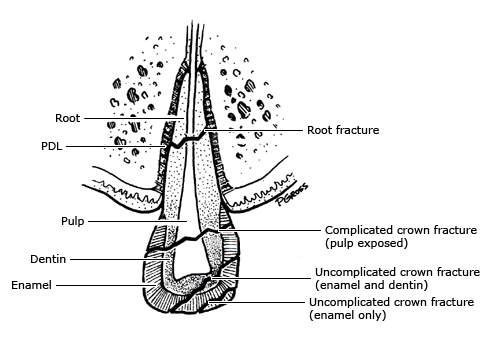 Root
Root fracture
PDL
PGROSS
Pulp
Complicated crown fracture
(pulp exposed)
Dentin
Uncomplicated crown fracture
(enamel and dentin)
Enamel
Uncomplicated crown fracture
(enamel only)